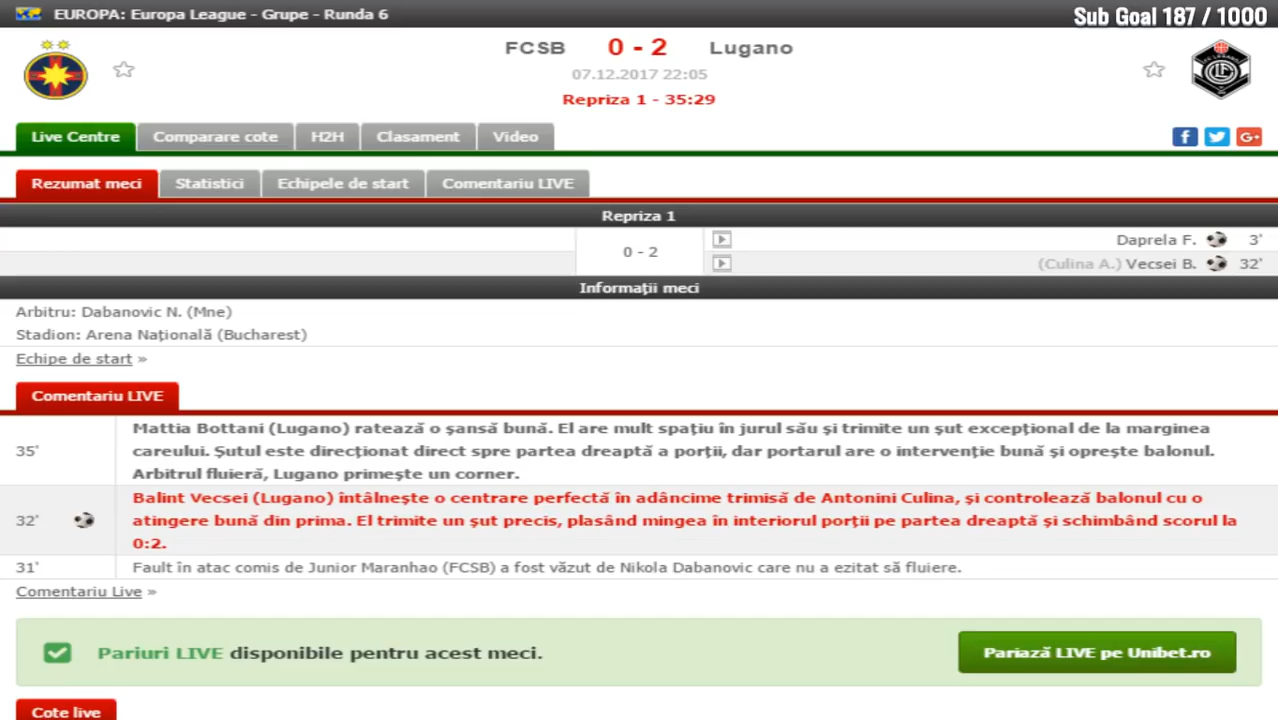 EUROPA: Europa League - Grupe - Runda 6
Sub Goal 187 / 1000
FCSB 0 - 2 Lugano
07.12.2017 22:05
Repriza 1 - 35:29
Live Centre Comparare cote H2H Clasament Video
f G+
Rezumat meci Statistici Echipele de start Comentariu LIVE
Repriza 1
Daprela F. 3'
0 - 2
(Culina A.) Vecsei B. 32'
Informații meci
Arbitru: Dabanovic N. (Mne)
Stadion: Arena Națională (Bucharest)
Echipe de start »
Comentariu LIVE
35' Mattia Bottani (Lugano) ratează o șansă bună. El are mult spațiu în jurul său și trimite un șut excepțional de la marginea
careului. Șutul este direcționat direct spre partea dreaptă a porții, dar portarul are o intervenție bună și oprește balonul.
Arbitrul fluieră, Lugano primește un corner.
Balint Vecsei (Lugano) întâlnește o centrare perfectă în adâncime trimisă de Antonini Culina, și controlează balonul cu o
32' atingere bună din prima. El trimite un șut precis, plasând mingea în interiorul porții pe partea dreaptă și schimbând scorul la
0:2.
31' Fault în atac comis de Junior Maranhao (FCSB) a fost văzut de Nikola Dabanovic care nu a ezitat să fluiere.
Comentariu Live »
Pariuri LIVE disponibile pentru acest meci.
Pariază LIVE pe Unibet.ro
Cote live